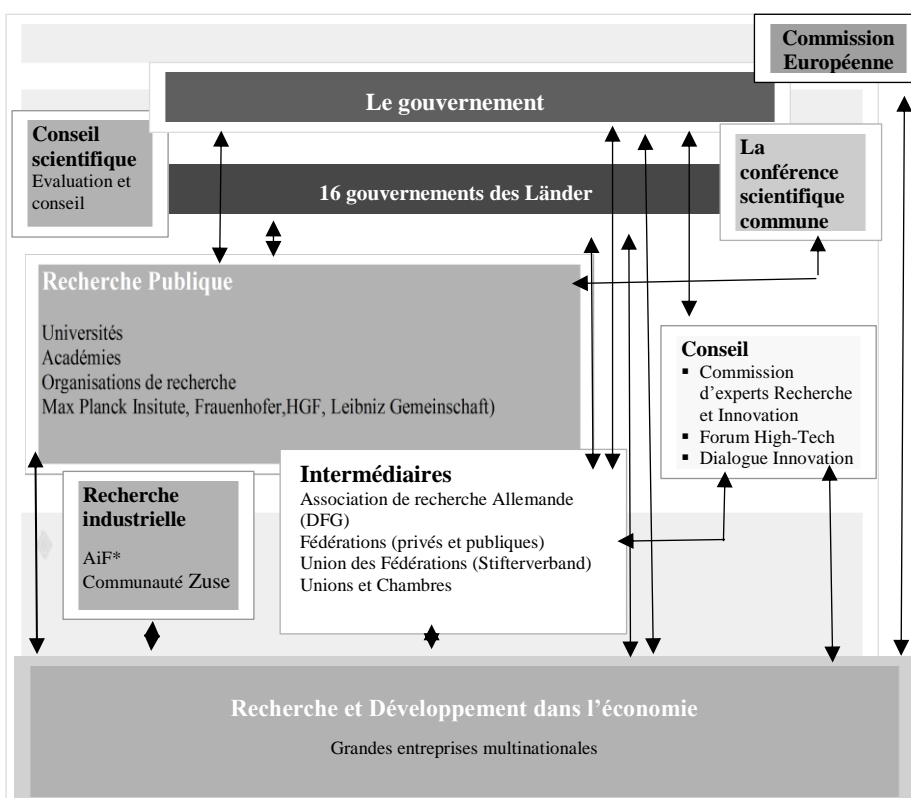 Commission
Européenne
Le gouvernement
Conseil
scientifique
Evaluation et
conseil
La
conférence
scientifique
commune
16 gouvernements des Länder
Recherche Publique
Universités
Académies
Organisations de recherche
Max Planck Insitute, Frauenhofer,HGF, Leibniz Gemeinschaft)
Conseil
▪ Commission
d’experts Recherche
et Innovation
▪ Forum High-Tech
▪ Dialogue Innovation
Intermédiaires
Association de recherche Allemande
(DFG)
Fédérations (privés et publiques)
Union des Fédérations (Stifterverband)
Unions et Chambres
Recherche
industrielle
AiF*
Communauté Zuse
Recherche et Développement dans l’économie
Grandes entreprises multinationales